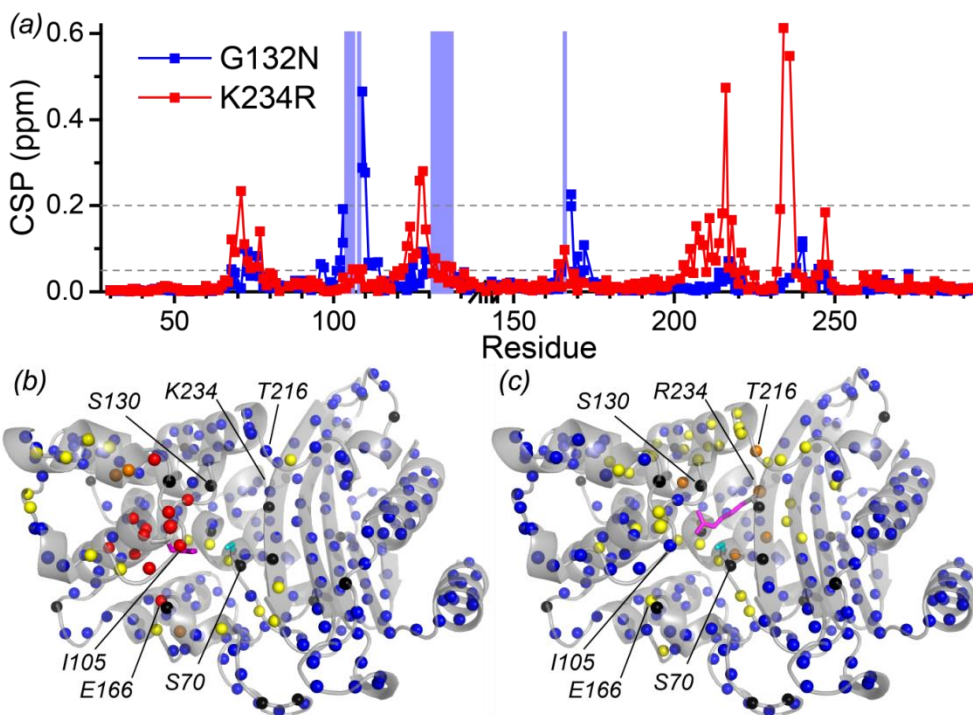 (a)
0.6
0.4
0.2
0.0
CSP (ppm)
G132N
K234R
50
100
150
200
250
Residue
(b)
S130
K234
T216
I105
E166
S70
(c)
S130
R234
T216
I105
E166
S70